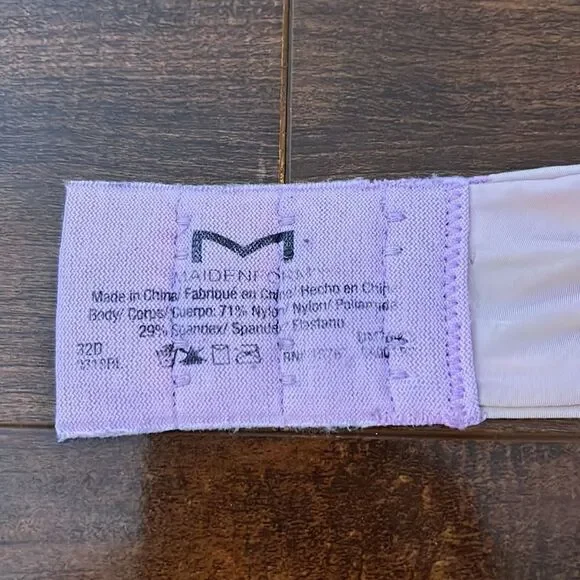 M
MAIDENFORM
Made in China/ Fabriqué en Chine/ Hecho en China
Body/ Corps/ Cuerpo: 71% Nylon/ Nylon/ Poliamida
29% Spandex/ Spandex/ Elastano
32D